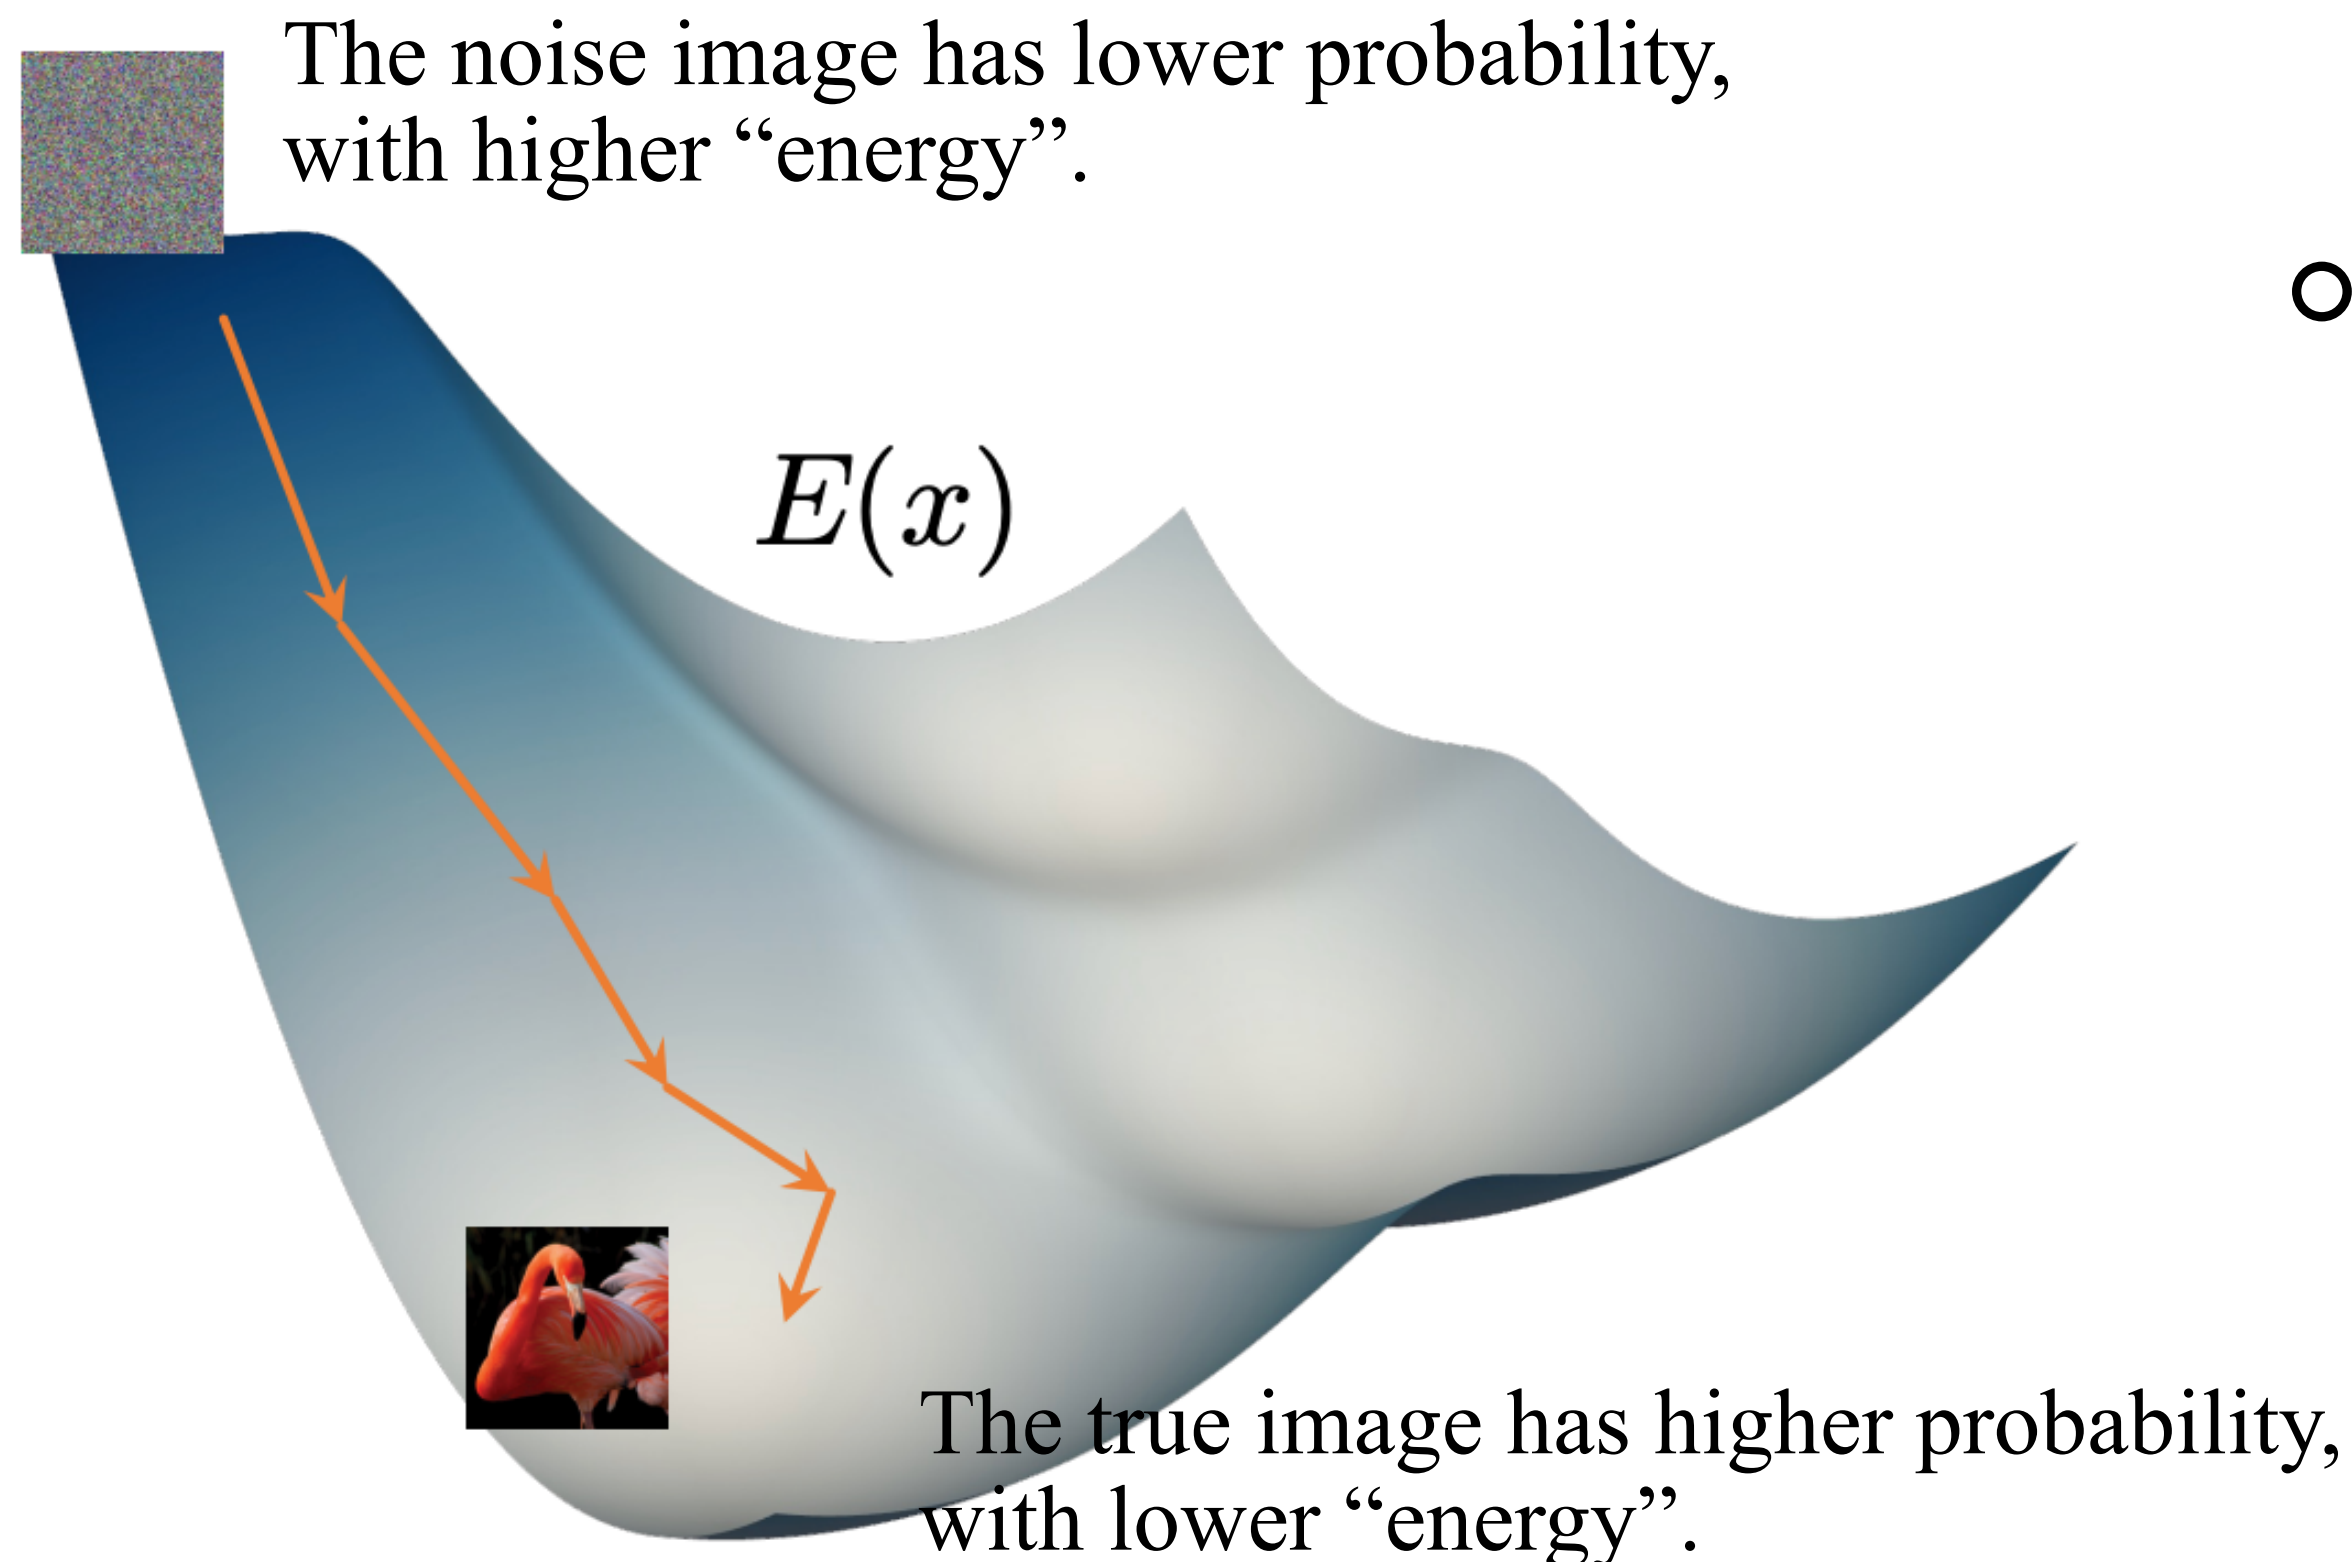 The noise image has lower probability,
with higher “energy”.
E(x)
The true image has higher probability,
with lower “energy”.